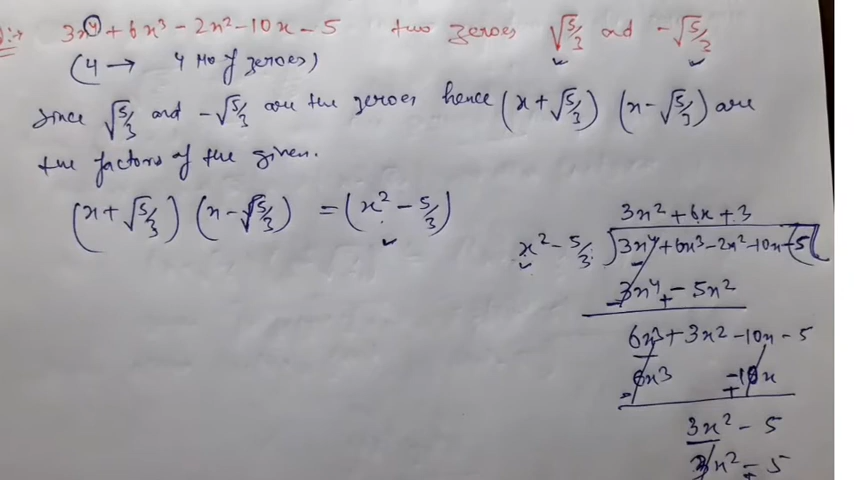 3x⁴ + 6x³ - 2x² - 10x - 5 two zeroes √5/3 and -√5/3
(4 → 4 No of zeroes)
Since √5/3 and -√5/3 are the zeroes hence (x + √5/3) (x - √5/3) are
the factors of the given.
(x + √5/3) (x - √5/3) = (x² - 5/3)
3x² + 6x + 3
x² - 5/3 ) 3x⁴ + 6x³ - 2x² - 10x - 5
3x⁴ - 5x²
- +
6x³ + 3x² - 10x - 5
6x³ - 10x
- +
3x² - 5
3x² - 5
+